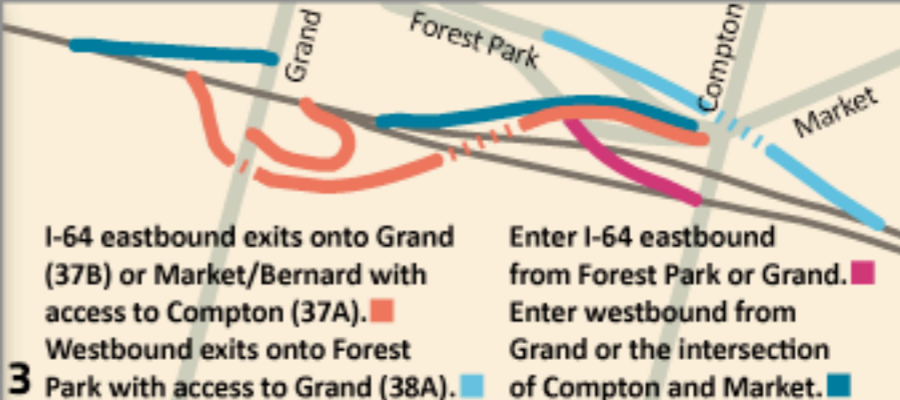 Grand
Forest Park
Compton
Market
I-64 eastbound exits onto Grand
(37B) or Market/Bernard with
access to Compton (37A).
Westbound exits onto Forest
Park with access to Grand (38A).
Enter I-64 eastbound
from Forest Park or Grand.
Enter westbound from
Grand or the intersection
of Compton and Market.
3